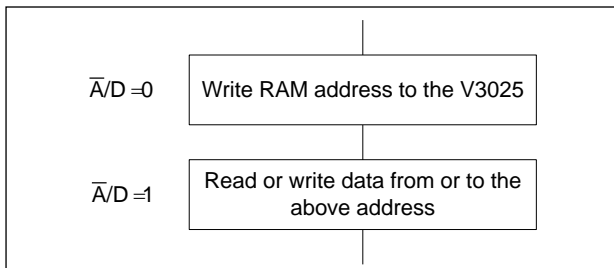 A̅/D =0
Write RAM address to the V3025
A̅/D =1
Read or write data from or to the
above address